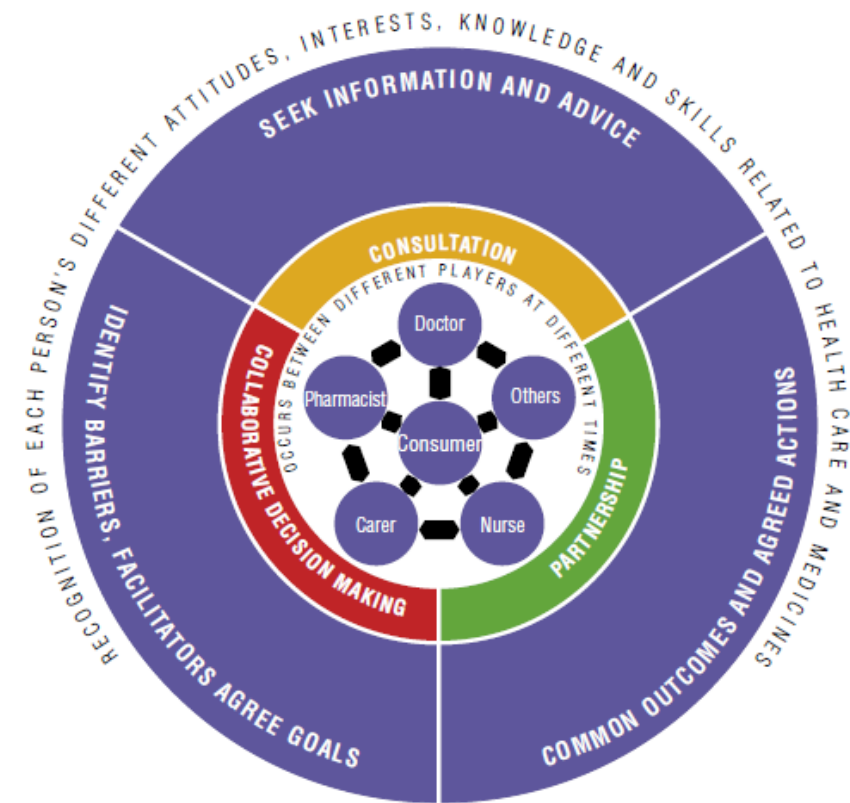 RECOGNITION OF EACH PERSON'S DIFFERENT ATTITUDES, INTERESTS, KNOWLEDGE AND SKILLS RELATED TO HEALTH CARE AND MEDICINES
SEEK INFORMATION AND ADVICE
CONSULTATION
OCCURS BETWEEN DIFFERENT PLAYERS AT DIFFERENT TIMES
Doctor
Pharmacist
Others
Consumer
Carer
Nurse
COLLABORATIVE DECISION MAKING
PARTNERSHIP
IDENTIFY BARRIERS, FACILITATORS AGREE GOALS
COMMON OUTCOMES AND AGREED ACTIONS